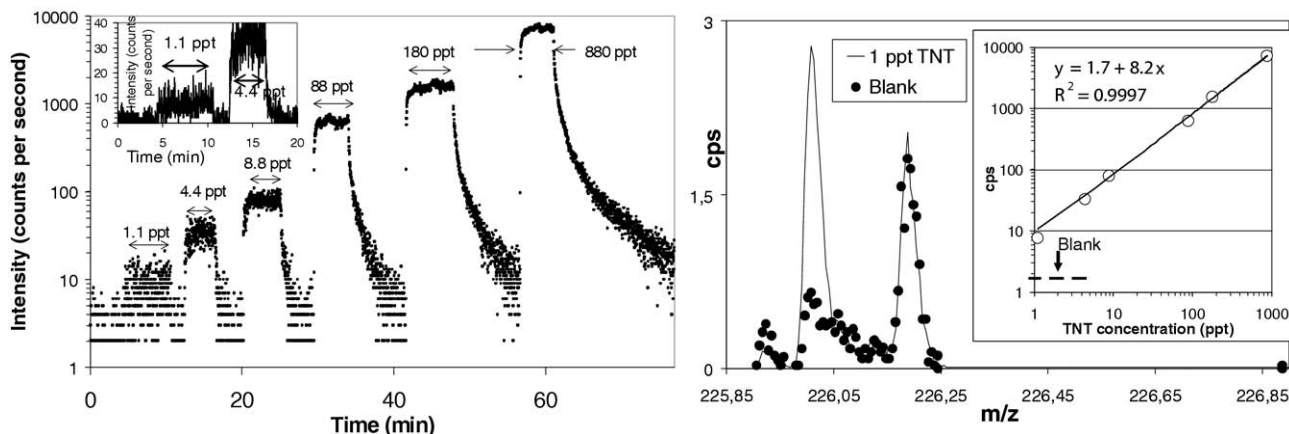 10000
1000
100
10
1
Intensity (counts per second)
0
20
40
60
Time (min)
40
30
20
10
0
Intensity (counts
per second)
1.1 ppt
4.4 ppt
0
5
10
15
20
Time (min)
1.1 ppt
4.4 ppt
8.8 ppt
88 ppt
180 ppt
880 ppt
3
1,5
0
cps
1 ppt TNT
Blank
225,85
226,05
226,25
226,45
226,65
226,85
m/z
10000
1000
100
10
1
cps
y = 1.7 + 8.2x
R2 = 0.9997
Blank
1
10
100
1000
TNT concentration (ppt)